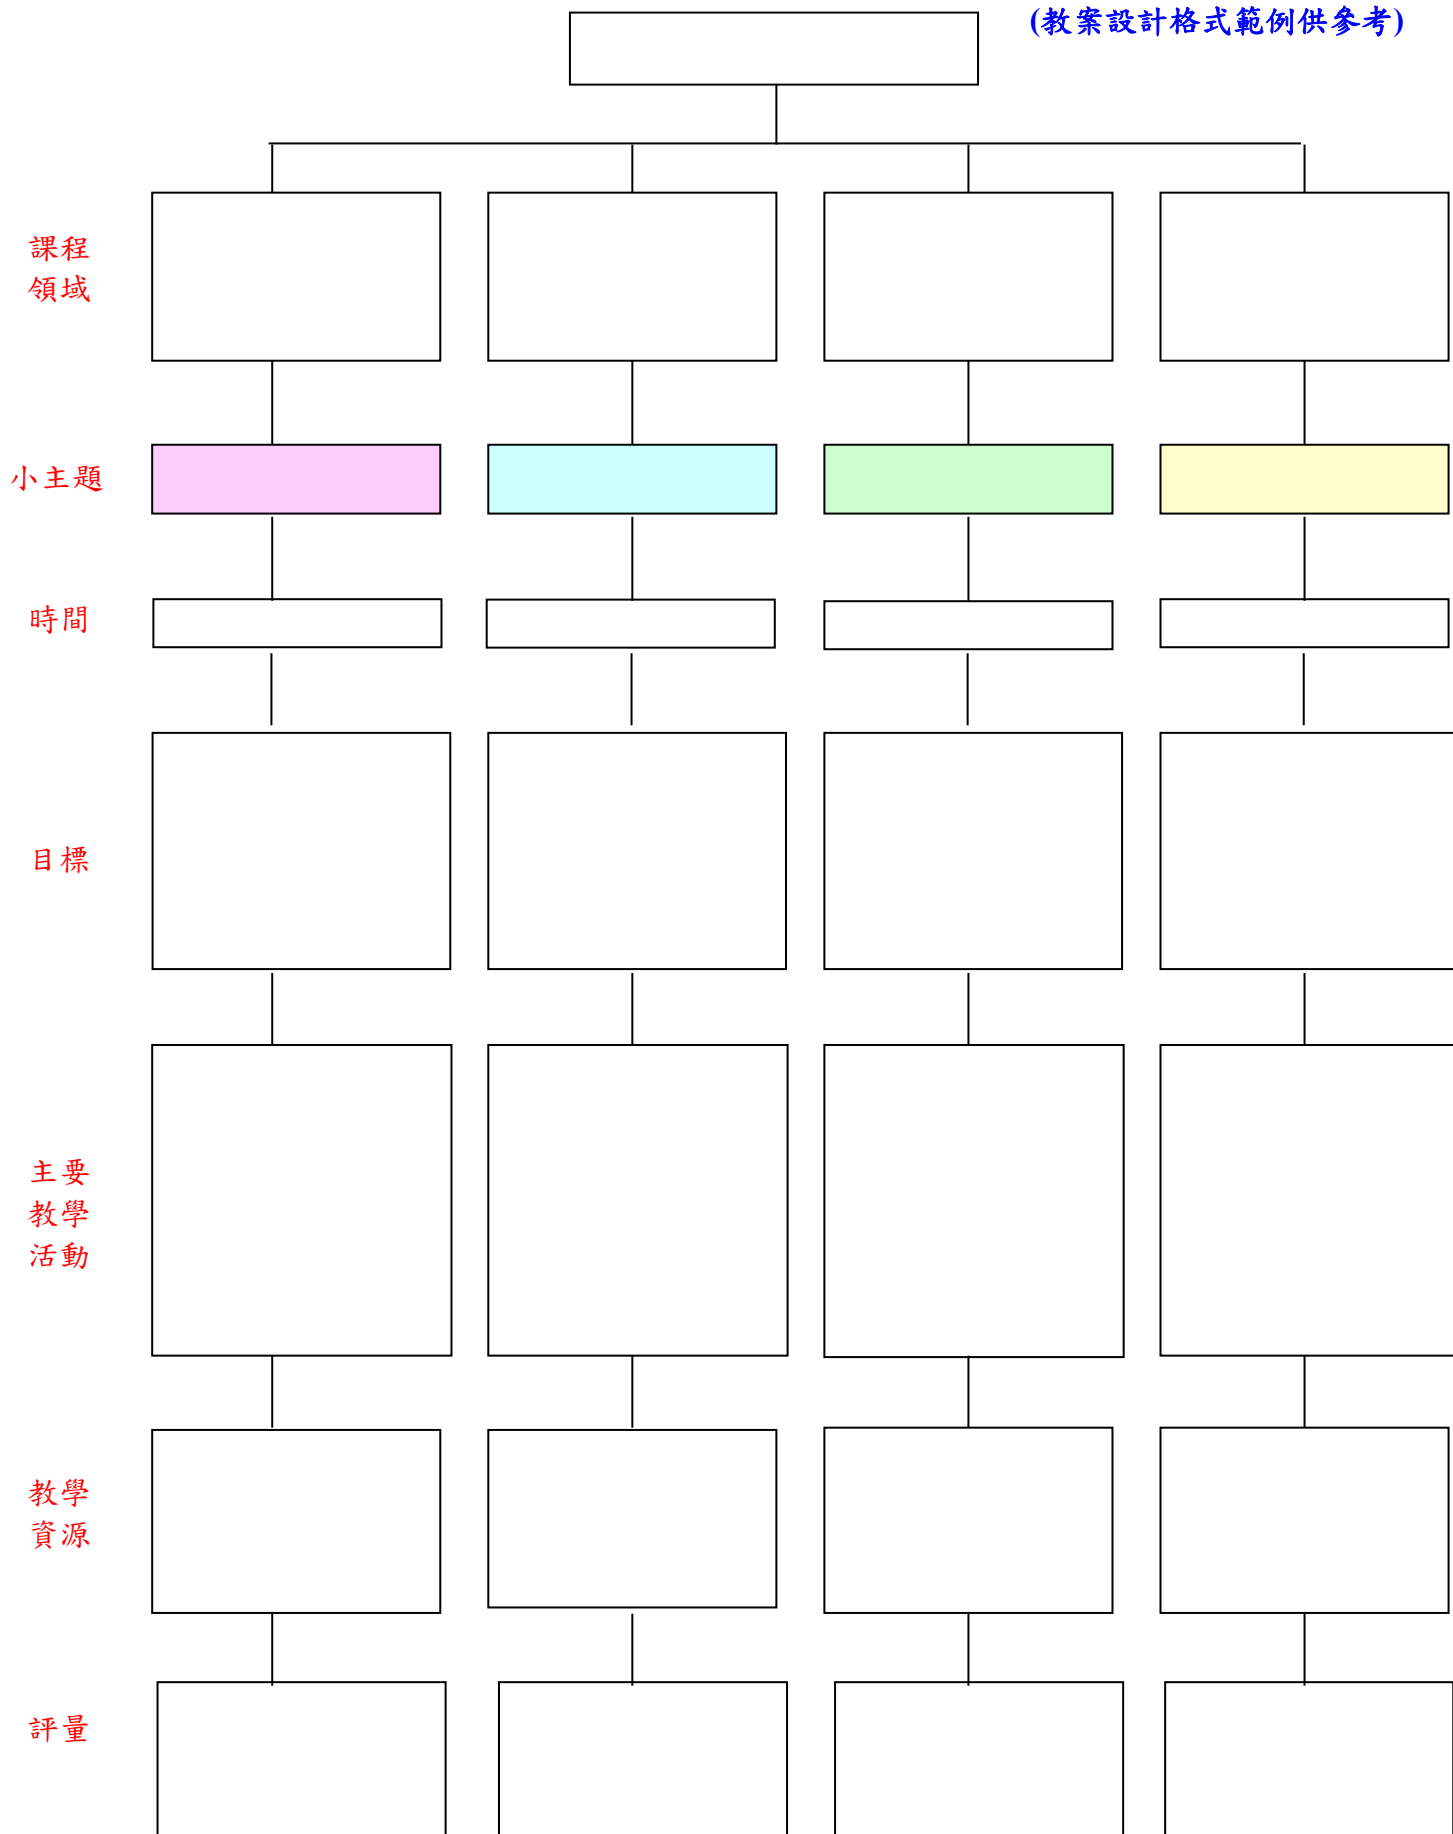 (教案設計格式範例供參考)
課程
領域
小主題
時間
目標
主要
教學
活動
教學
資源
評量